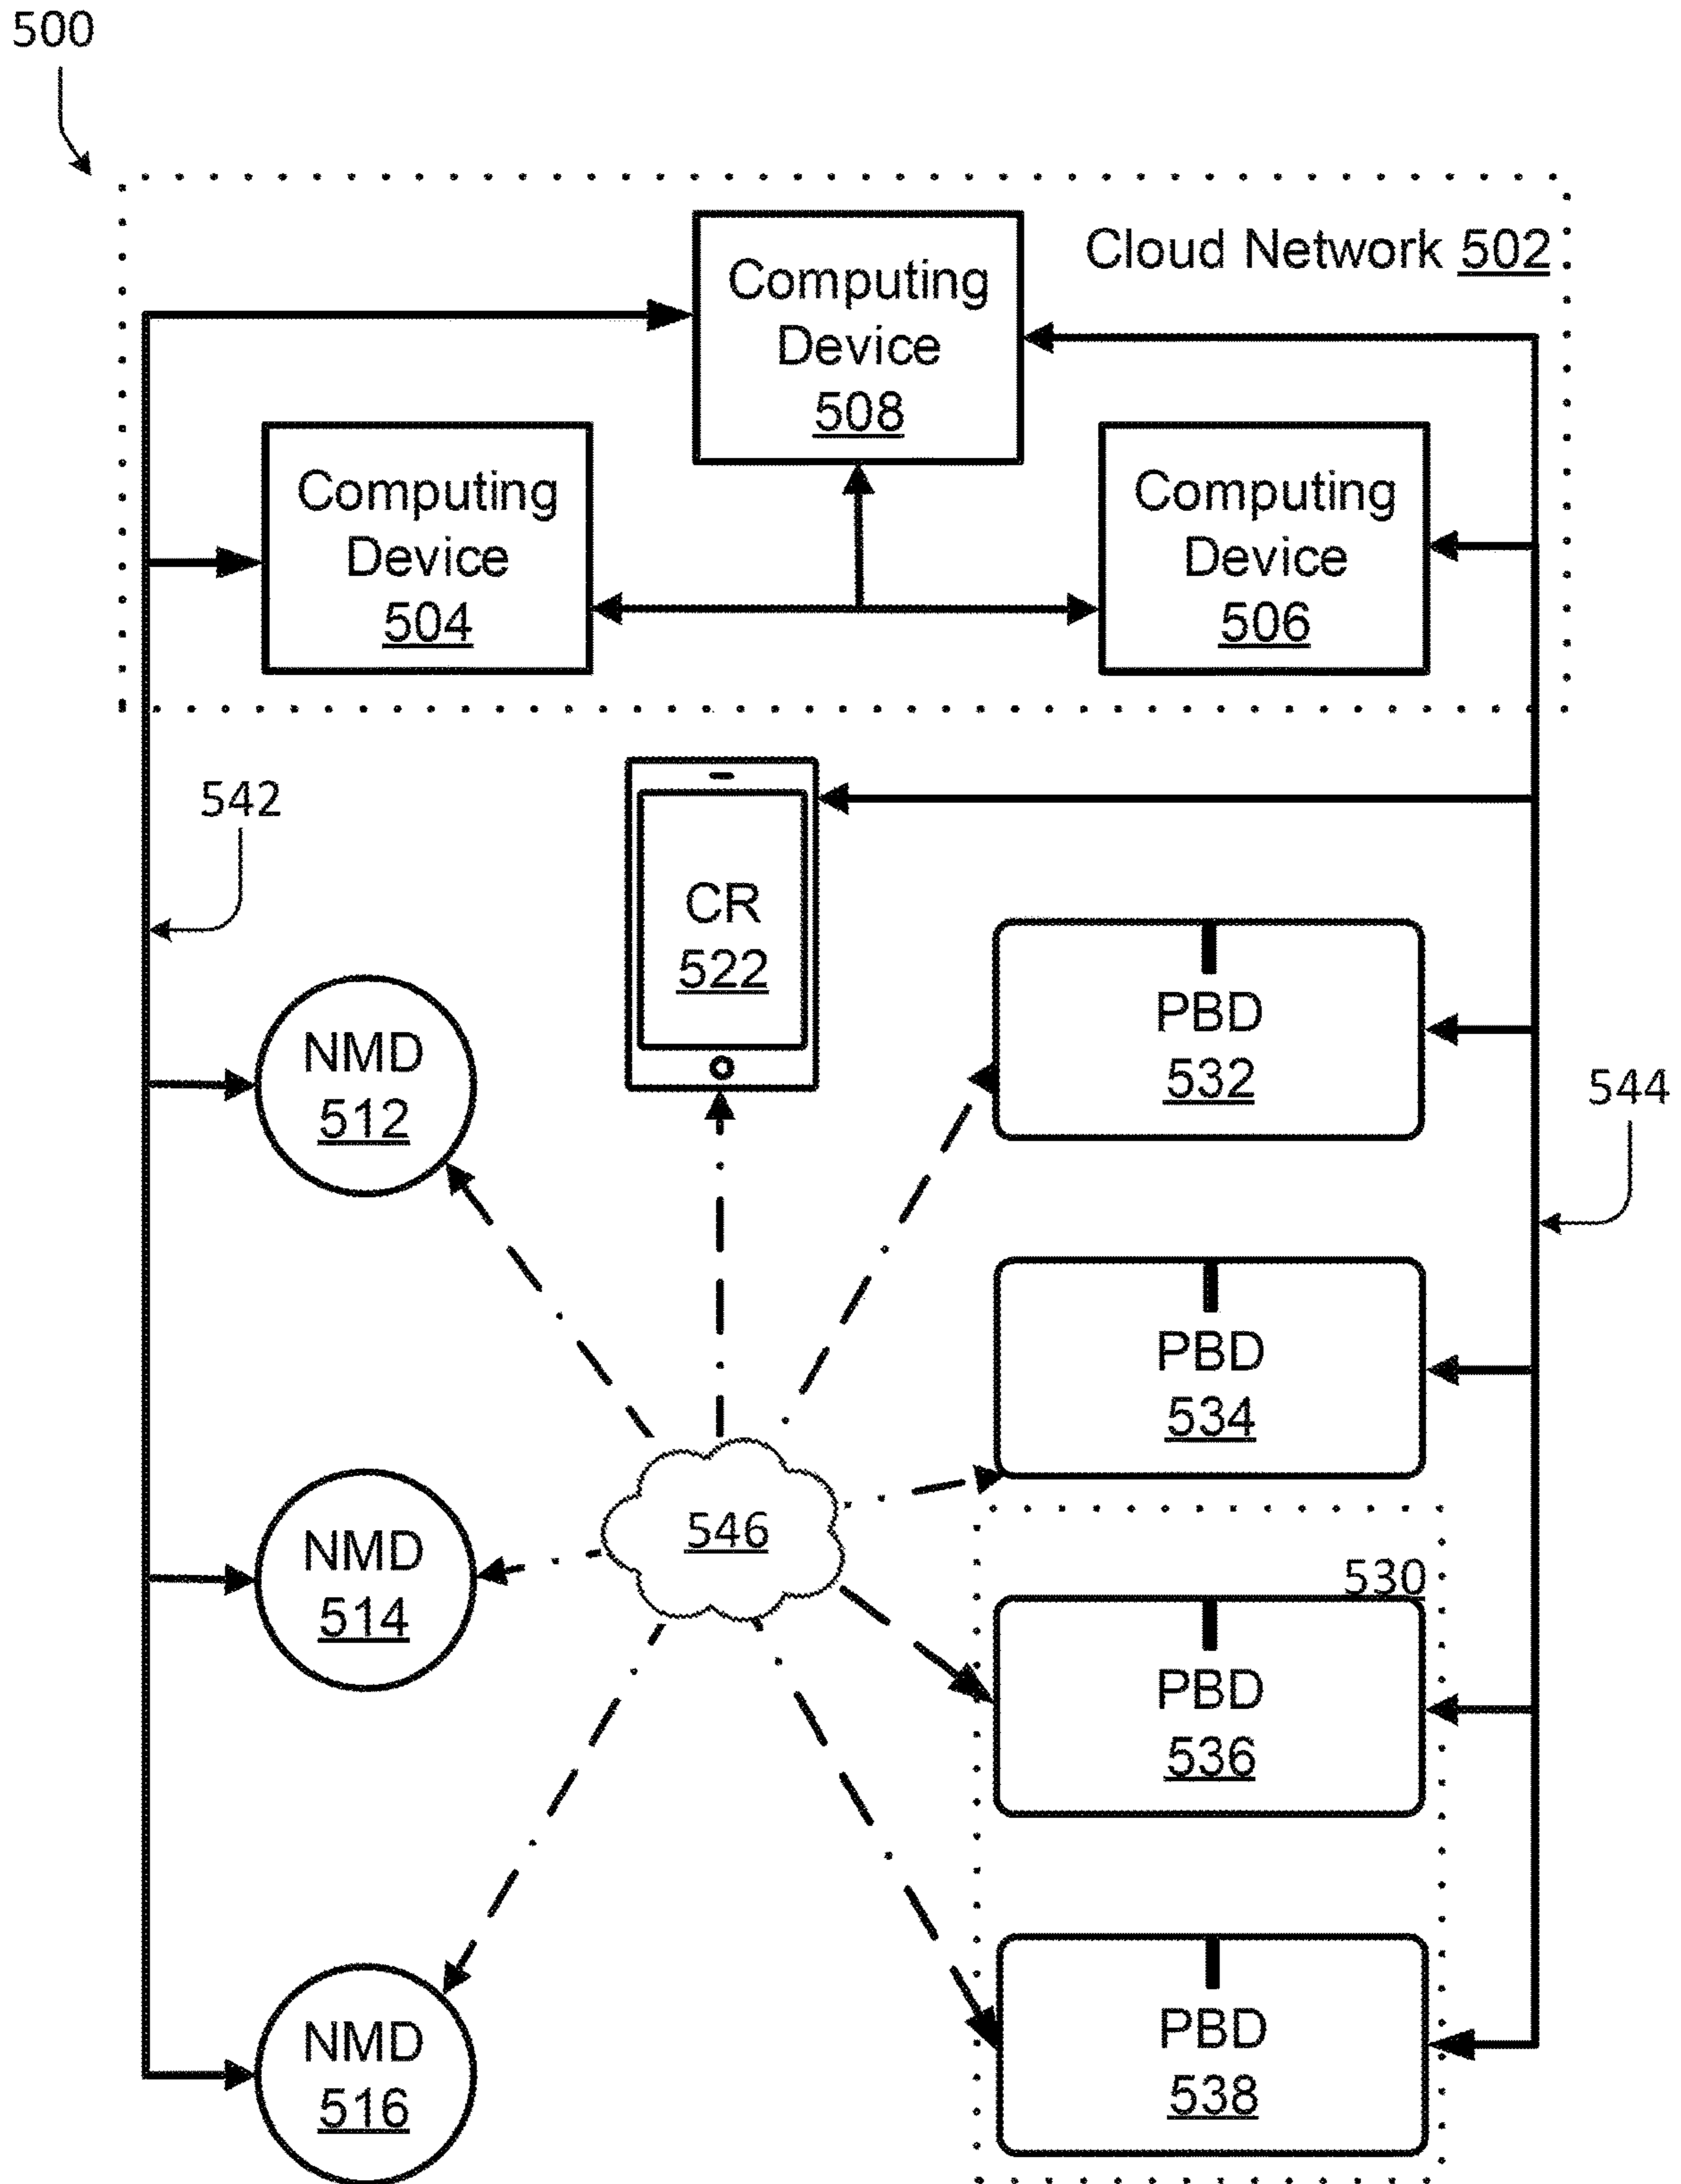 500
Cloud Network 502
Computing
Device
508
Computing
Device
504
Computing
Device
506
542
CR
522
NMD
512
PBD
532
544
PBD
534
546
NMD
514
530
PBD
536
NMD
516
PBD
538